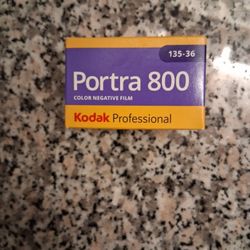 135-36
Portra 800
COLOR NEGATIVE FILM
Kodak Professional